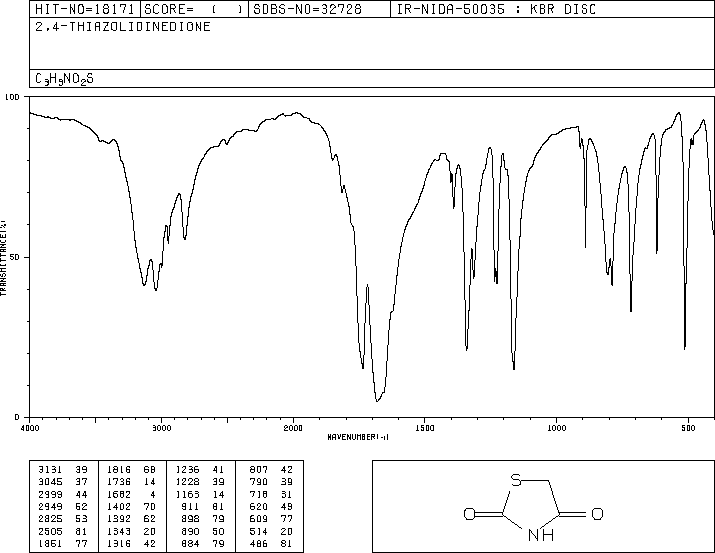 HIT-NO=18171 SCORE= ( ) SDBS-NO=32728 IR-NIDA-50035 : KBR DISC
2,4-THIAZOLIDINEDIONE
C3H3NO2S
100
TRANSMITTANCE(%)
50
0
4000 3000 2000 1500 1000 500
WAVENUMBER(-1)
3131 39 1816 68 1236 41 807 42
3045 37 1736 14 1228 39 790 39
2999 44 1682 4 1163 14 718 31
2949 62 1402 70 911 81 620 49
2825 53 1392 62 898 79 609 77
2505 81 1343 20 890 50 514 20
1851 77 1316 42 884 79 486 81
S
O O
NH